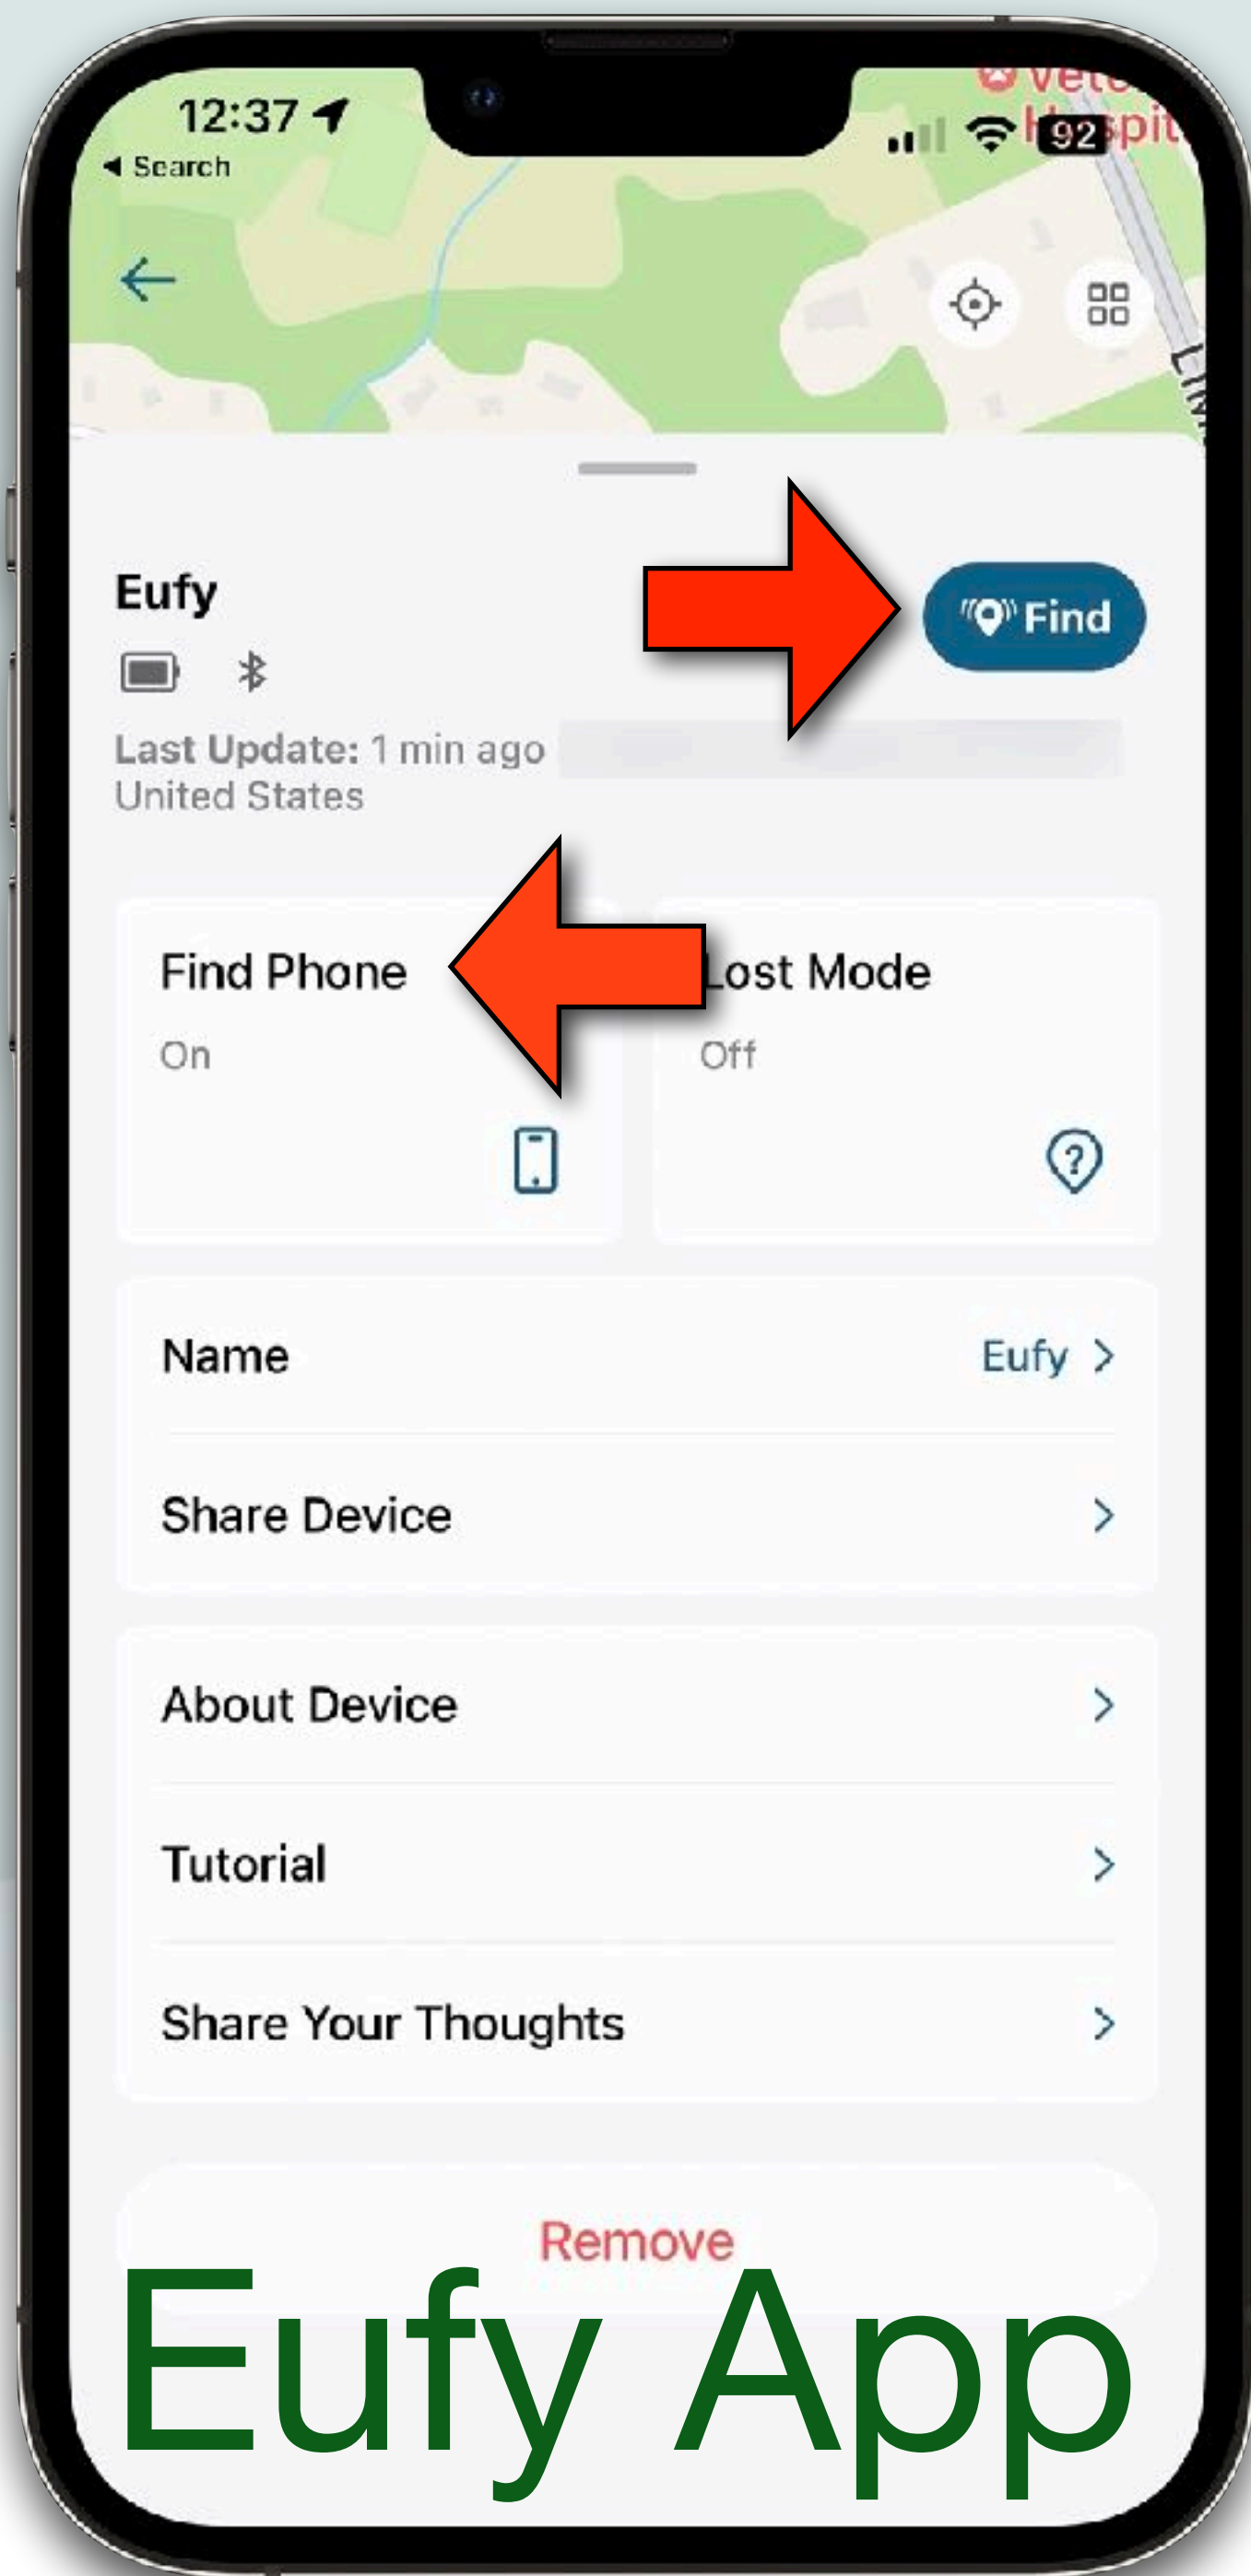 12:37
92
Search
Eufy
Find
Last Update: 1 min ago
United States
Find Phone
Lost Mode
On
Off
Name
Eufy
Share Device
About Device
Tutorial
Share Your Thoughts
Remove
Eufy App